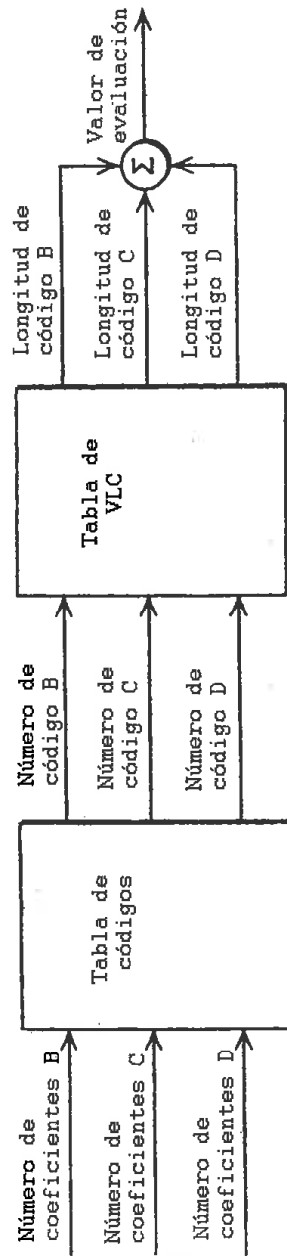 Número de
coeficientes B
Número de
coeficientes C
Número de
coeficientes D
Tabla de
códigos
Número de
código B
Número de
código C
Número de
código D
Tabla de
VLC
Longitud de
código B
Longitud de
código C
Longitud de
código D
Σ
Valor de
evaluación